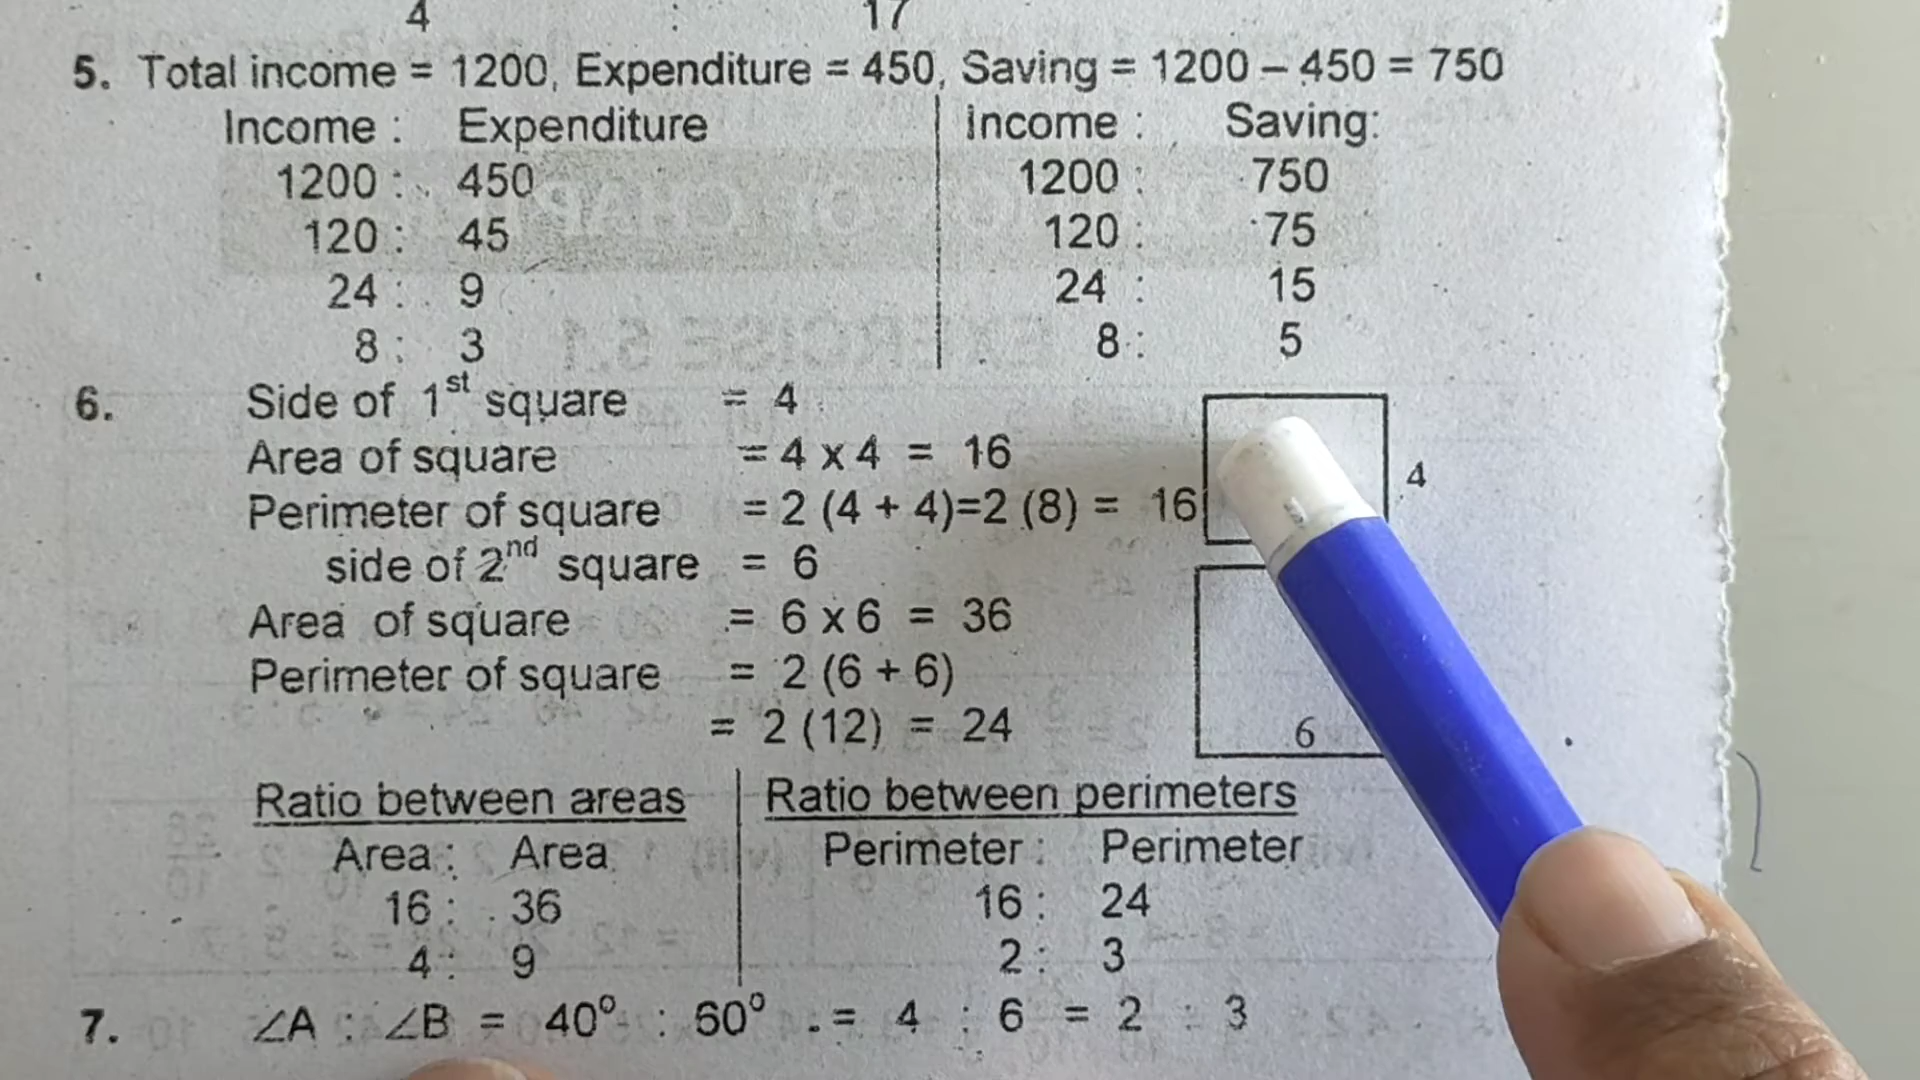 4 : 17
5. Total income = 1200, Expenditure = 450, Saving = 1200 – 450 = 750
Income : Expenditure
1200 : 450
120 : 45
24 : 9
8 : 3
Income : Saving:
1200 : 750
120 : 75
24 : 15
8 : 5
6. Side of 1st square = 4
Area of square = 4 x 4 = 16
Perimeter of square = 2 (4 + 4)=2 (8) = 16
side of 2nd square = 6
Area of square = 6 x 6 = 36
Perimeter of square = 2 (6 + 6)
= 2 (12) = 24
4
6
Ratio between areas
Area : Area
16 : 36
4 : 9
Ratio between perimeters
Perimeter : Perimeter
16 : 24
2 : 3
7. ∠A : ∠B = 40° : 60° = 4 : 6 = 2 : 3